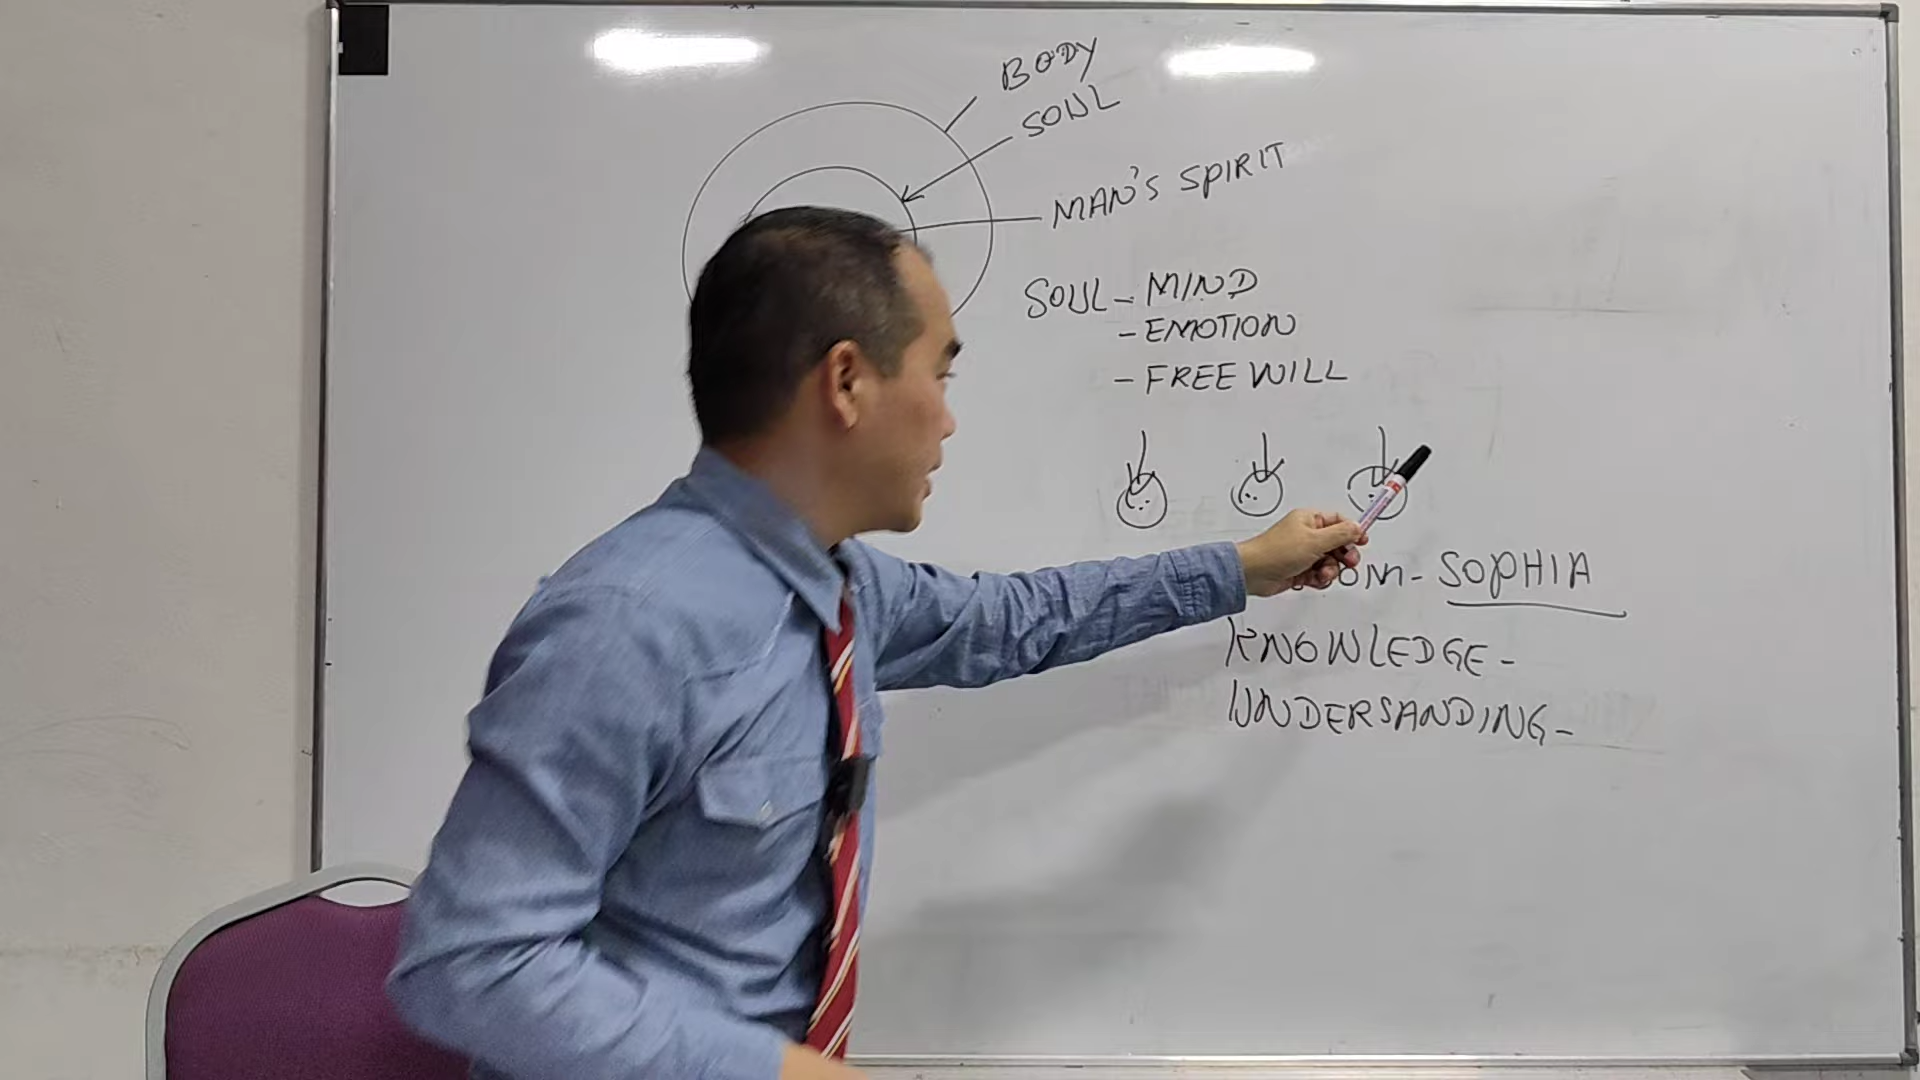 BODY
SOUL
MAN'S SPIRIT
SOUL - MIND
- EMOTION
- FREE WILL
- SOPHIA
KNOWLEDGE -
UNDERSANDING -